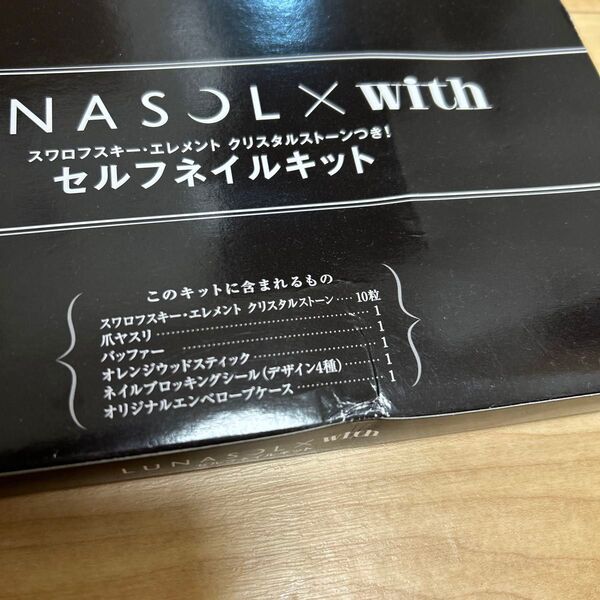 NASOL×with
スワロフスキー・エレメント クリスタルストーンつき!
セルフネイルキット
このキットに含まれるもの
スワロフスキー・エレメント クリスタルストーン‥‥10粒
爪ヤスリ‥‥‥‥‥‥‥‥‥‥‥‥1
バッファー‥‥‥‥‥‥‥‥‥‥‥‥1
オレンジウッドスティック‥‥‥‥‥‥1
ネイルブロッキングシール(デザイン4種)‥‥1
オリジナルエンベロープケース‥‥‥‥1
LUNASOL×with